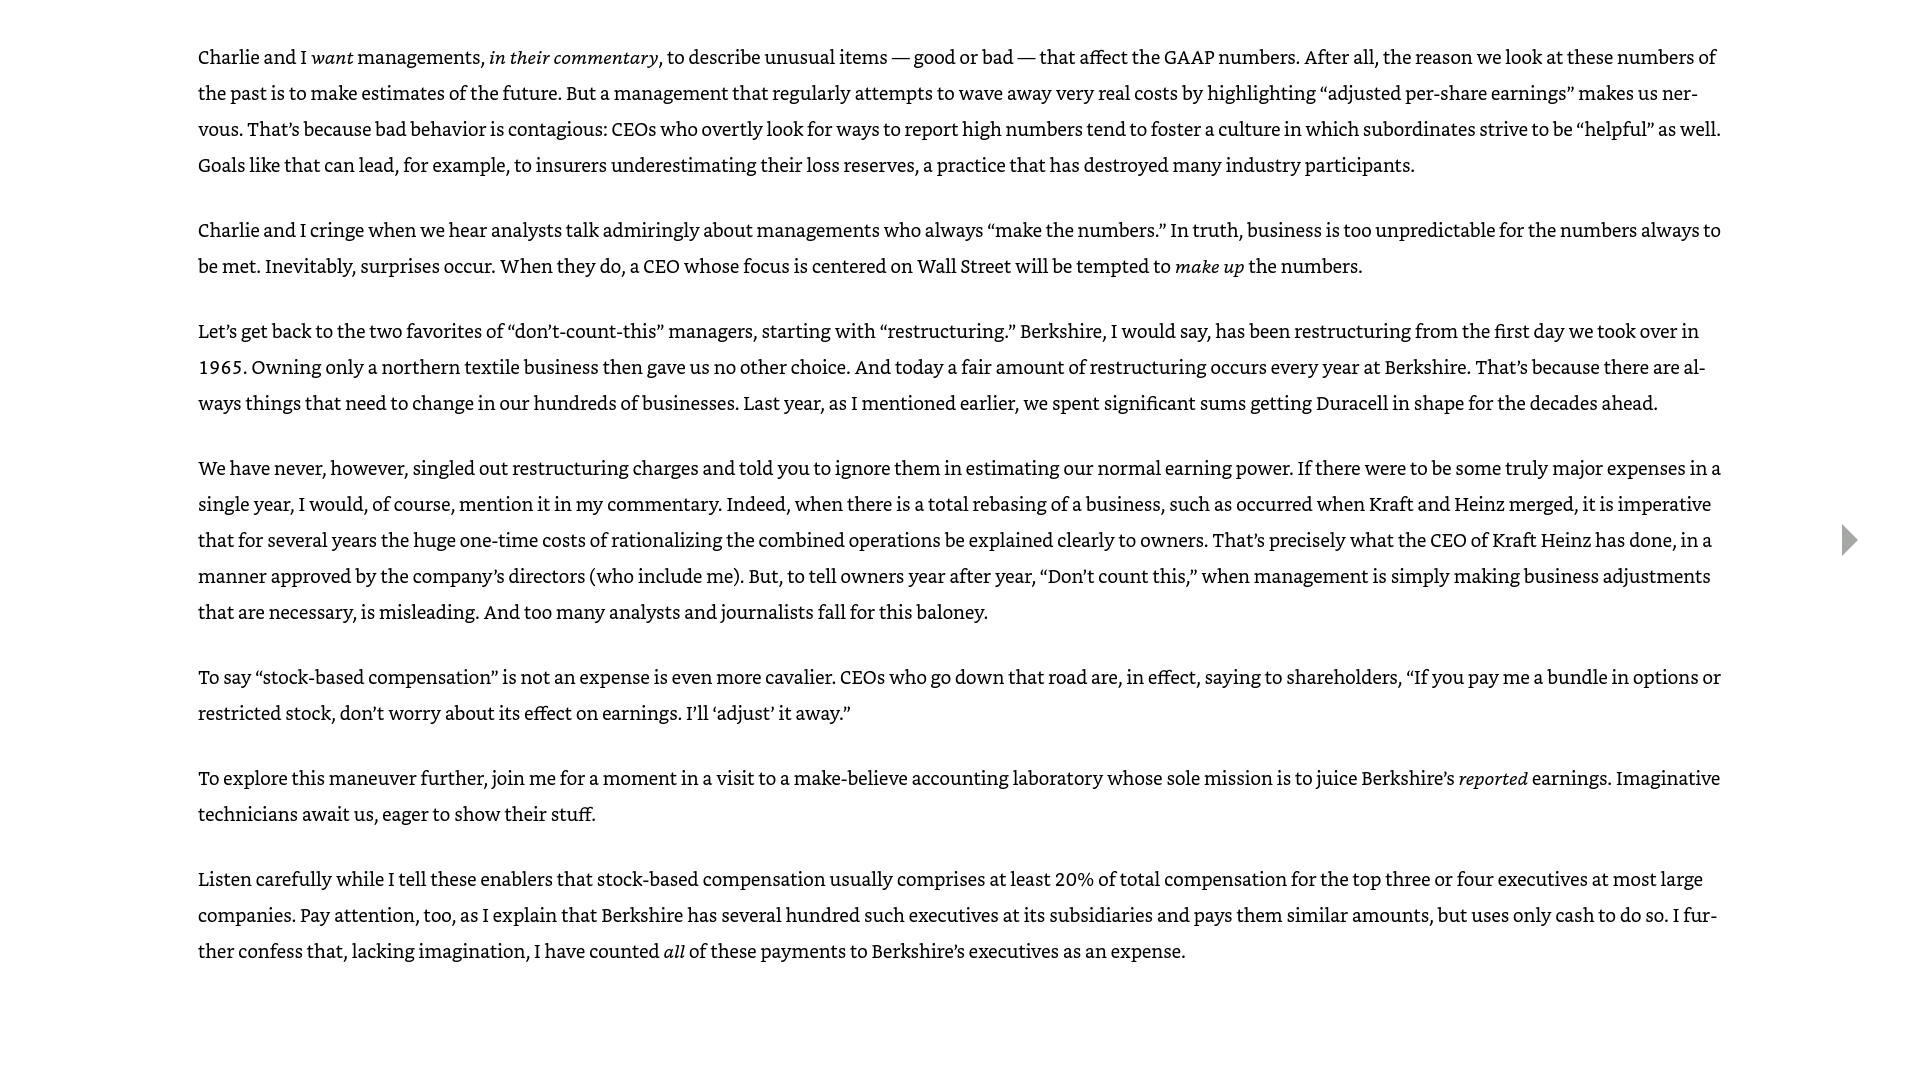 Charlie and I want managements, in their commentary, to describe unusual items — good or bad — that affect the GAAP numbers. After all, the reason we look at these numbers of
the past is to make estimates of the future. But a management that regularly attempts to wave away very real costs by highlighting “adjusted per-share earnings” makes us ner-
vous. That’s because bad behavior is contagious: CEOs who overtly look for ways to report high numbers tend to foster a culture in which subordinates strive to be “helpful” as well.
Goals like that can lead, for example, to insurers underestimating their loss reserves, a practice that has destroyed many industry participants.
Charlie and I cringe when we hear analysts talk admiringly about managements who always “make the numbers.” In truth, business is too unpredictable for the numbers always to
be met. Inevitably, surprises occur. When they do, a CEO whose focus is centered on Wall Street will be tempted to make up the numbers.
Let’s get back to the two favorites of “don’t-count-this” managers, starting with “restructuring.” Berkshire, I would say, has been restructuring from the first day we took over in
1965. Owning only a northern textile business then gave us no other choice. And today a fair amount of restructuring occurs every year at Berkshire. That’s because there are al-
ways things that need to change in our hundreds of businesses. Last year, as I mentioned earlier, we spent significant sums getting Duracell in shape for the decades ahead.
We have never, however, singled out restructuring charges and told you to ignore them in estimating our normal earning power. If there were to be some truly major expenses in a
single year, I would, of course, mention it in my commentary. Indeed, when there is a total rebasing of a business, such as occurred when Kraft and Heinz merged, it is imperative
that for several years the huge one-time costs of rationalizing the combined operations be explained clearly to owners. That’s precisely what the CEO of Kraft Heinz has done, in a
manner approved by the company’s directors (who include me). But, to tell owners year after year, “Don’t count this,” when management is simply making business adjustments
that are necessary, is misleading. And too many analysts and journalists fall for this baloney.
To say “stock-based compensation” is not an expense is even more cavalier. CEOs who go down that road are, in effect, saying to shareholders, “If you pay me a bundle in options or
restricted stock, don’t worry about its effect on earnings. I’ll ‘adjust’ it away.”
To explore this maneuver further, join me for a moment in a visit to a make-believe accounting laboratory whose sole mission is to juice Berkshire’s reported earnings. Imaginative
technicians await us, eager to show their stuff.
Listen carefully while I tell these enablers that stock-based compensation usually comprises at least 20% of total compensation for the top three or four executives at most large
companies. Pay attention, too, as I explain that Berkshire has several hundred such executives at its subsidiaries and pays them similar amounts, but uses only cash to do so. I fur-
ther confess that, lacking imagination, I have counted all of these payments to Berkshire’s executives as an expense.